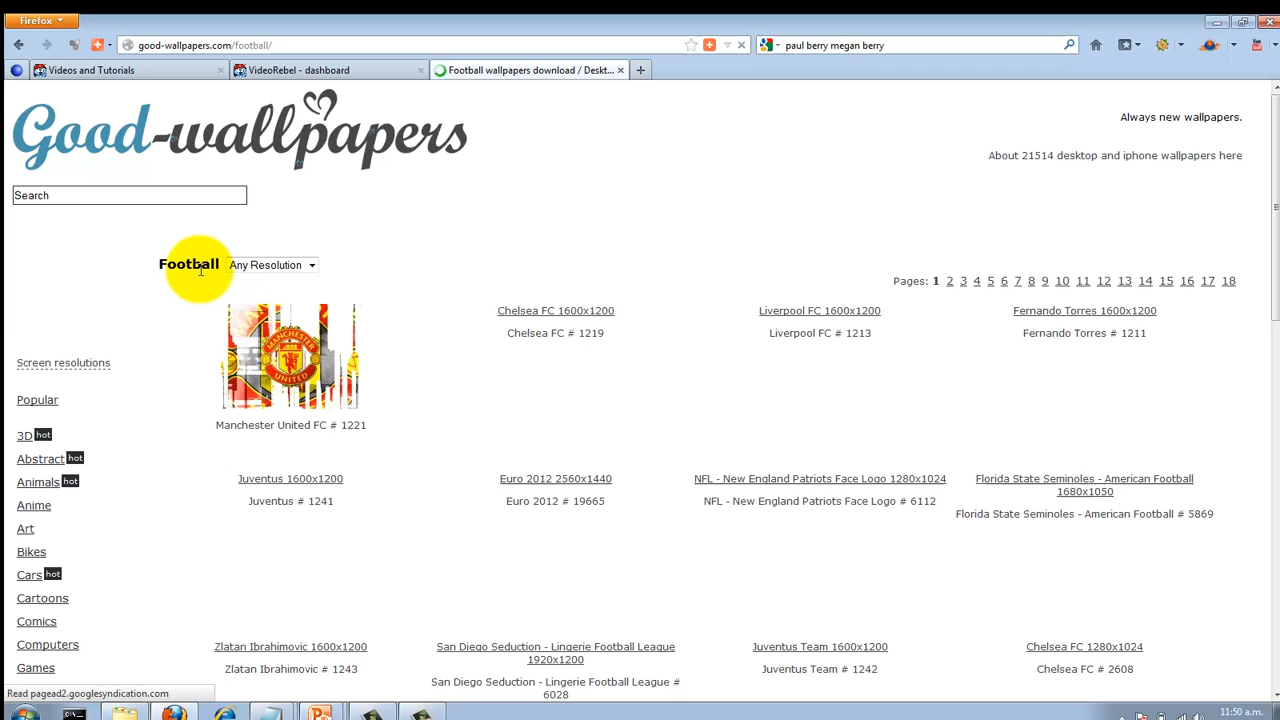 Firefox
good-wallpapers.com/football/
paul berry megan berry
Videos and Tutorials
VideoRebel - dashboard
Football wallpapers download / Deskt...
Good-wallpapers
Always new wallpapers.
About 21514 desktop and iphone wallpapers here
Search
Football
Any Resolution
Pages: 1 2 3 4 5 6 7 8 9 10 11 12 13 14 15 16 17 18
MANCHESTER
UNITED
Manchester United FC # 1221
Chelsea FC 1600x1200
Chelsea FC # 1219
Liverpool FC 1600x1200
Liverpool FC # 1213
Fernando Torres 1600x1200
Fernando Torres # 1211
Juventus 1600x1200
Juventus # 1241
Euro 2012 2560x1440
Euro 2012 # 19665
NFL - New England Patriots Face Logo 1280x1024
NFL - New England Patriots Face Logo # 6112
Florida State Seminoles - American Football
1680x1050
Florida State Seminoles - American Football # 5869
Zlatan Ibrahimovic 1600x1200
Zlatan Ibrahimovic # 1243
San Diego Seduction - Lingerie Football League
1920x1200
San Diego Seduction - Lingerie Football League #
6028
Juventus Team 1600x1200
Juventus Team # 1242
Chelsea FC 1280x1024
Chelsea FC # 2608
Screen resolutions
Popular
3D hot
Abstract hot
Animals hot
Anime
Art
Bikes
Cars hot
Cartoons
Comics
Computers
Games
Read pagead2.googlesyndication.com
11:50 a.m.